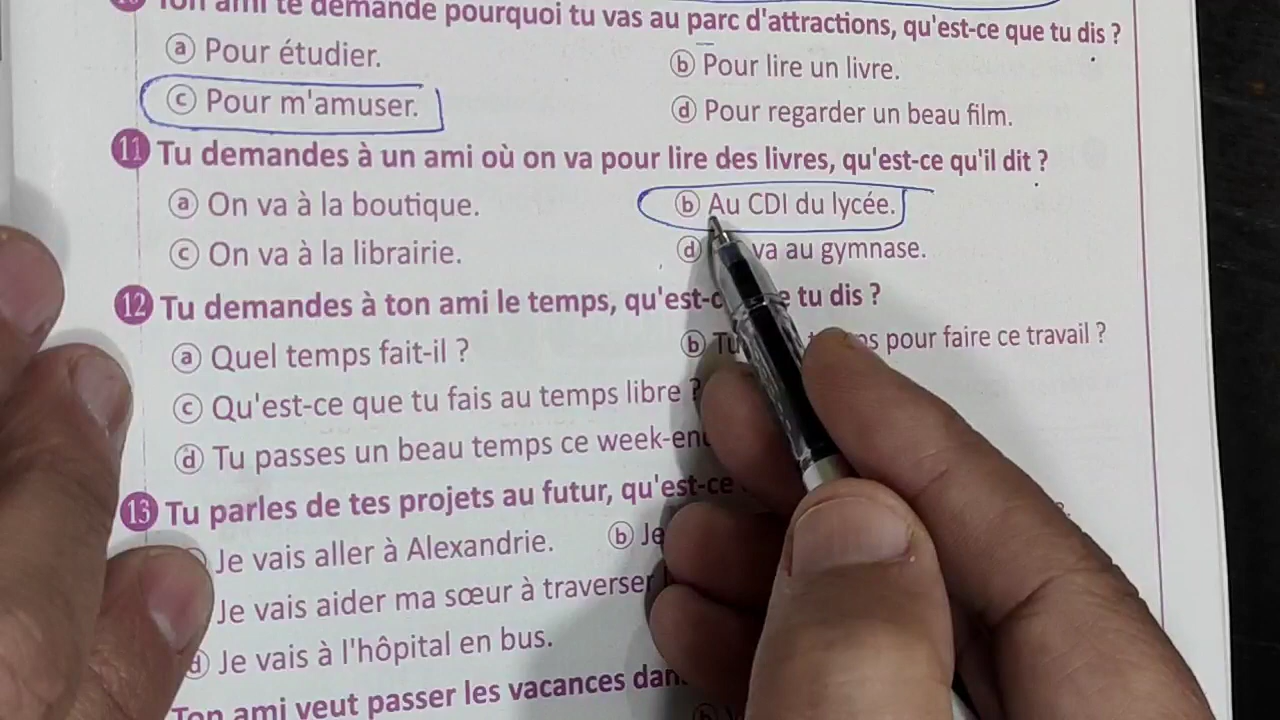 Ton ami te demande pourquoi tu vas au parc d'attractions, qu'est-ce que tu dis ?
ⓐ Pour étudier. ⓑ Pour lire un livre.
ⓒ Pour m'amuser. ⓓ Pour regarder un beau film.
11 Tu demandes à un ami où on va pour lire des livres, qu'est-ce qu'il dit ?
ⓐ On va à la boutique. ⓑ Au CDI du lycée.
ⓒ On va à la librairie. ⓓ va au gymnase.
12 Tu demandes à ton ami le temps, qu'est-c tu dis ?
ⓐ Quel temps fait-il ? ⓑ Tu pour faire ce travail ?
ⓒ Qu'est-ce que tu fais au temps libre ?
ⓓ Tu passes un beau temps ce week-en
13 Tu parles de tes projets au futur, qu'est-ce
Je vais aller à Alexandrie. ⓑ Je
Je vais aider ma sœur à traverser
ⓓ Je vais à l'hôpital en bus.
Ton ami veut passer les vacances dan